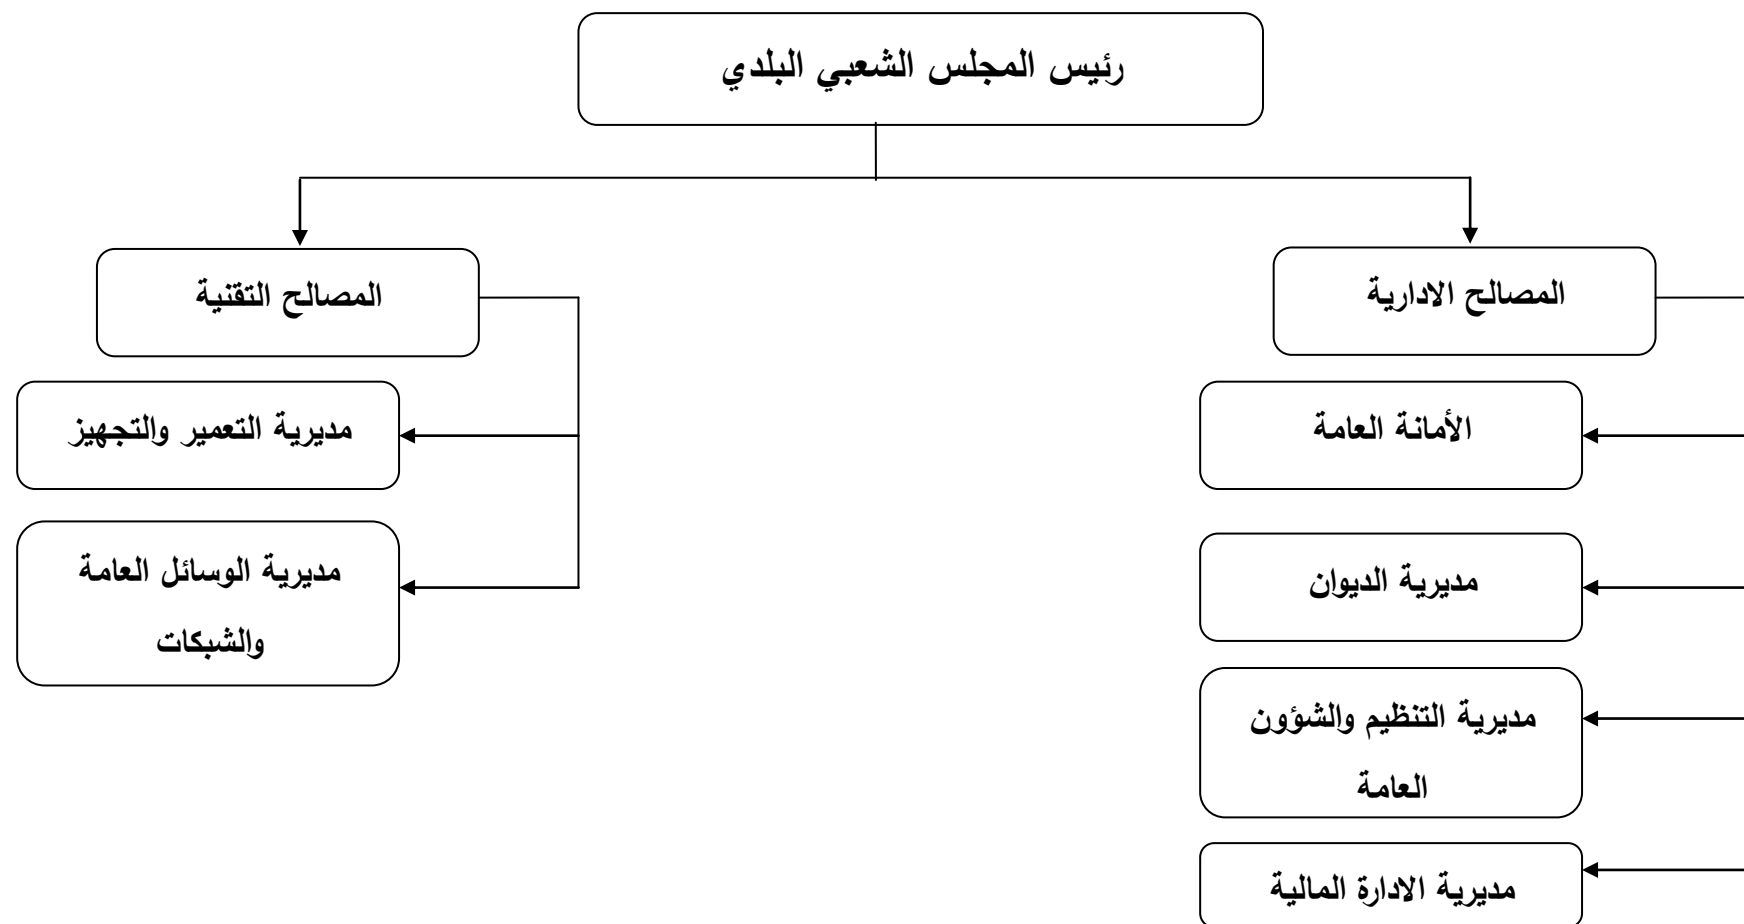 رئيس المجلس الشعبي البلدي
المصالح الادارية
المصالح التقنية
الأمانة العامة
مديرية التعمير والتجهيز
مديرية الديوان
مديرية الوسائل العامة
والشبكات
مديرية التنظيم والشؤون
العامة
مديرية الادارة المالية